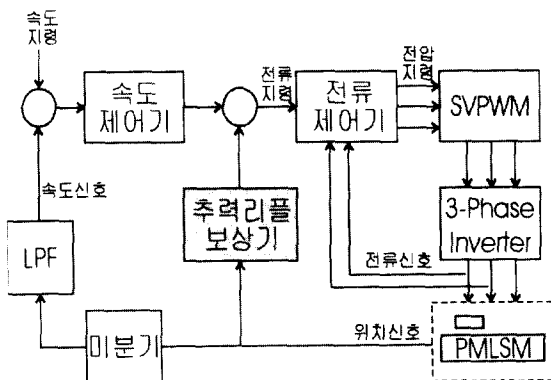 속도
지령
속도
제어기
전류
지령
전류
제어기
전압
지령
SVPWM
속도신호
추력리플
보상기
3-Phase
Inverter
LPF
전류신호
미분기
위치신호
PMLSM